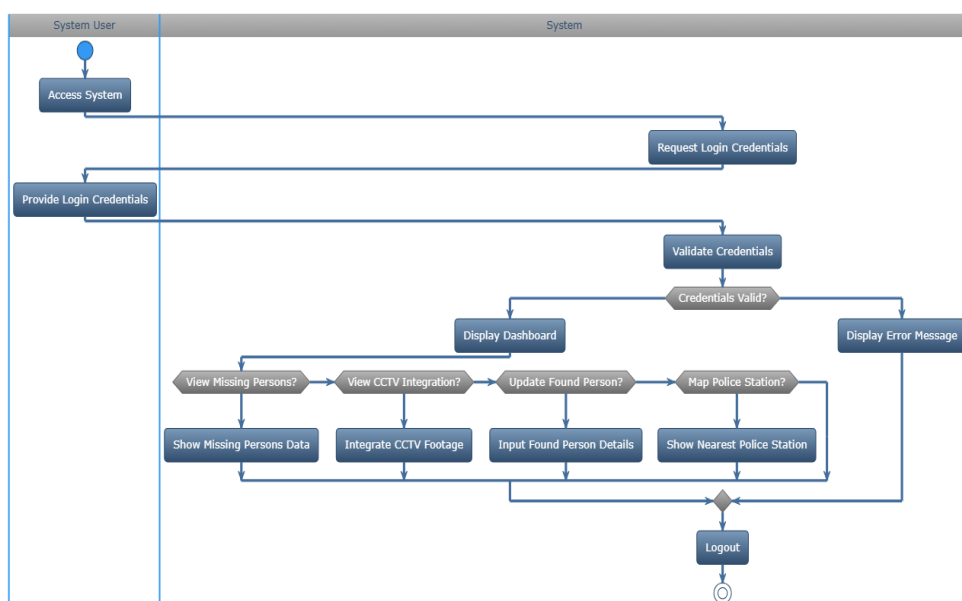 System User
System
Access System
Request Login Credentials
Provide Login Credentials
Validate Credentials
Credentials Valid?
Display Dashboard
Display Error Message
View Missing Persons?
View CCTV Integration?
Update Found Person?
Map Police Station?
Show Missing Persons Data
Integrate CCTV Footage
Input Found Person Details
Show Nearest Police Station
Logout